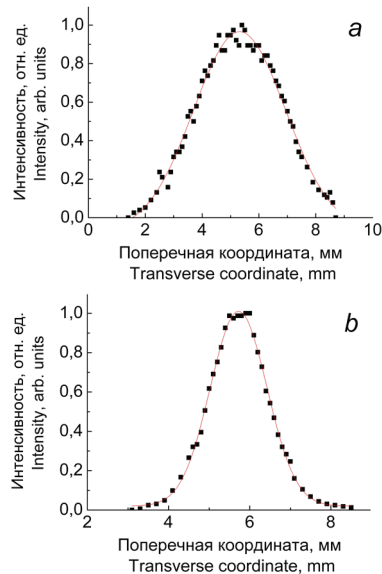 a
Интенсивность, отн. ед.
Intensity, arb. units
1,0
0,8
0,6
0,4
0,2
0,0
0 2 4 6 8 10
Поперечная координата, мм
Transverse coordinate, mm
b
Интенсивность, отн. ед.
Intensity, arb. units
1,0
0,8
0,6
0,4
0,2
0,0
2 4 6 8
Поперечная координата, мм
Transverse coordinate, mm